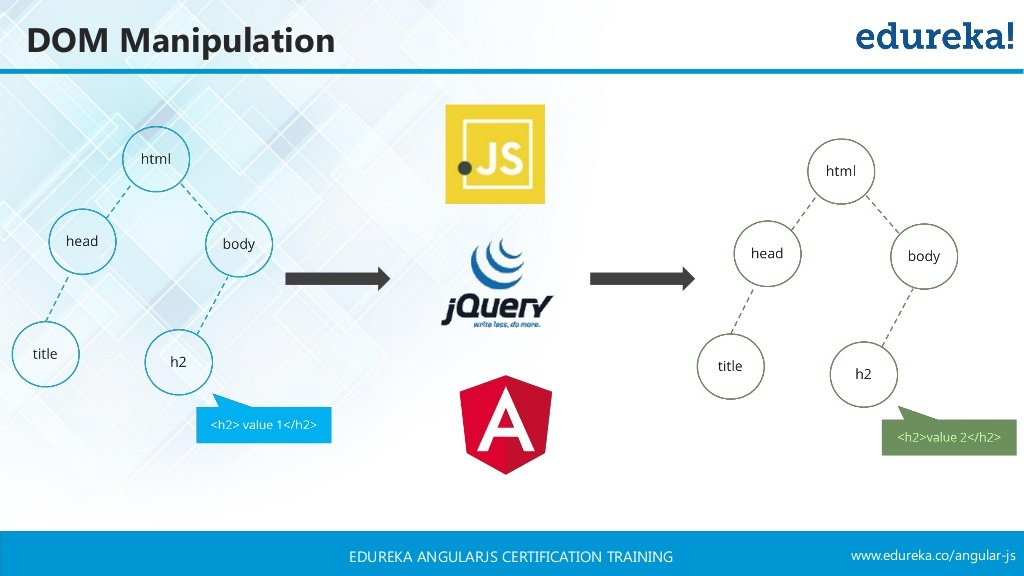 DOM Manipulation
edureka!
html
head
body
title
h2
<h2> value 1</h2>
JS
jQuery
write less, do more.
A
html
head
body
title
h2
<h2>value 2</h2>
EDUREKA ANGULARJS CERTIFICATION TRAINING
www.edureka.co/angular-js